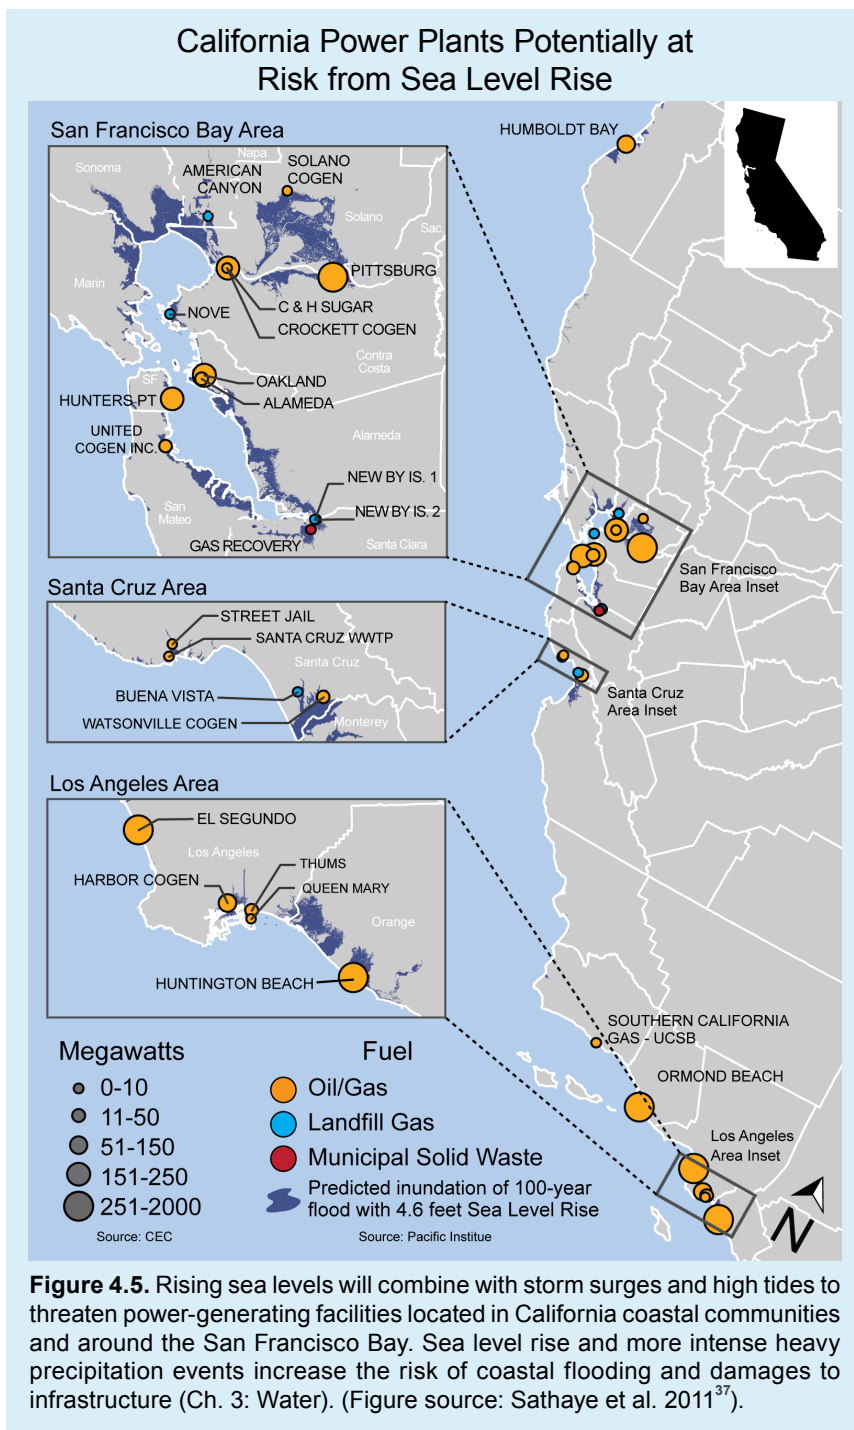 California Power Plants Potentially at
Risk from Sea Level Rise
San Francisco Bay Area
Sonoma
Napa
AMERICAN
CANYON
SOLANO
COGEN
Solano
Sac.
Marin
PITTSBURG
NOVE
C & H SUGAR
CROCKETT COGEN
Contra
Costa
SF
OAKLAND
HUNTERS PT
ALAMEDA
UNITED
COGEN INC.
Alameda
NEW BY IS. 1
San
Mateo
NEW BY IS. 2
GAS RECOVERY
Santa Clara
HUMBOLDT BAY
San Francisco
Bay Area Inset
Santa Cruz Area
STREET JAIL
SANTA CRUZ WWTP
Santa Cruz
BUENA VISTA
WATSONVILLE COGEN
Monterey
Santa Cruz
Area Inset
Los Angeles Area
EL SEGUNDO
Los Angeles
THUMS
HARBOR COGEN
QUEEN MARY
Orange
HUNTINGTON BEACH
SOUTHERN CALIFORNIA
GAS - UCSB
ORMOND BEACH
Los Angeles
Area Inset
N
Megawatts
0-10
11-50
51-150
151-250
251-2000
Source: CEC
Fuel
Oil/Gas
Landfill Gas
Municipal Solid Waste
Predicted inundation of 100-year
flood with 4.6 feet Sea Level Rise
Source: Pacific Institue
Figure 4.5. Rising sea levels will combine with storm surges and high tides to
threaten power-generating facilities located in California coastal communities
and around the San Francisco Bay. Sea level rise and more intense heavy
precipitation events increase the risk of coastal flooding and damages to
infrastructure (Ch. 3: Water). (Figure source: Sathaye et al. 2011³⁷).